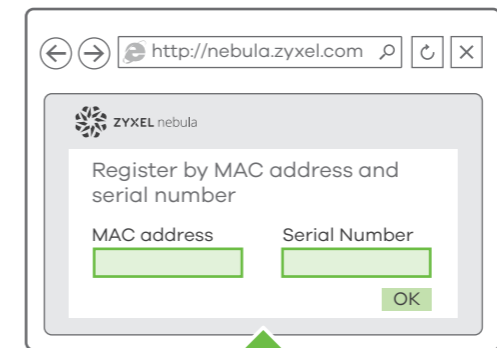 http://nebula.zyxel.com
ZYXEL nebula
Register by MAC address and
serial number
MAC address Serial Number
OK